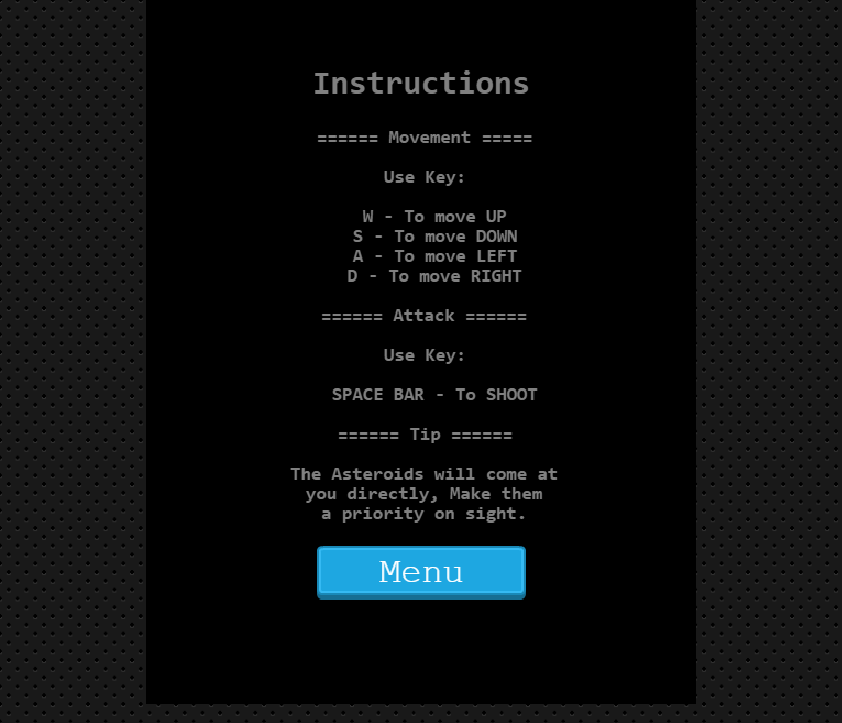 Instructions
====== Movement =====
Use Key:
W - To move UP
S - To move DOWN
A - To move LEFT
D - To move RIGHT
====== Attack ======
Use Key:
SPACE BAR - To SHOOT
====== Tip ======
The Asteroids will come at
you directly, Make them
a priority on sight.
Menu